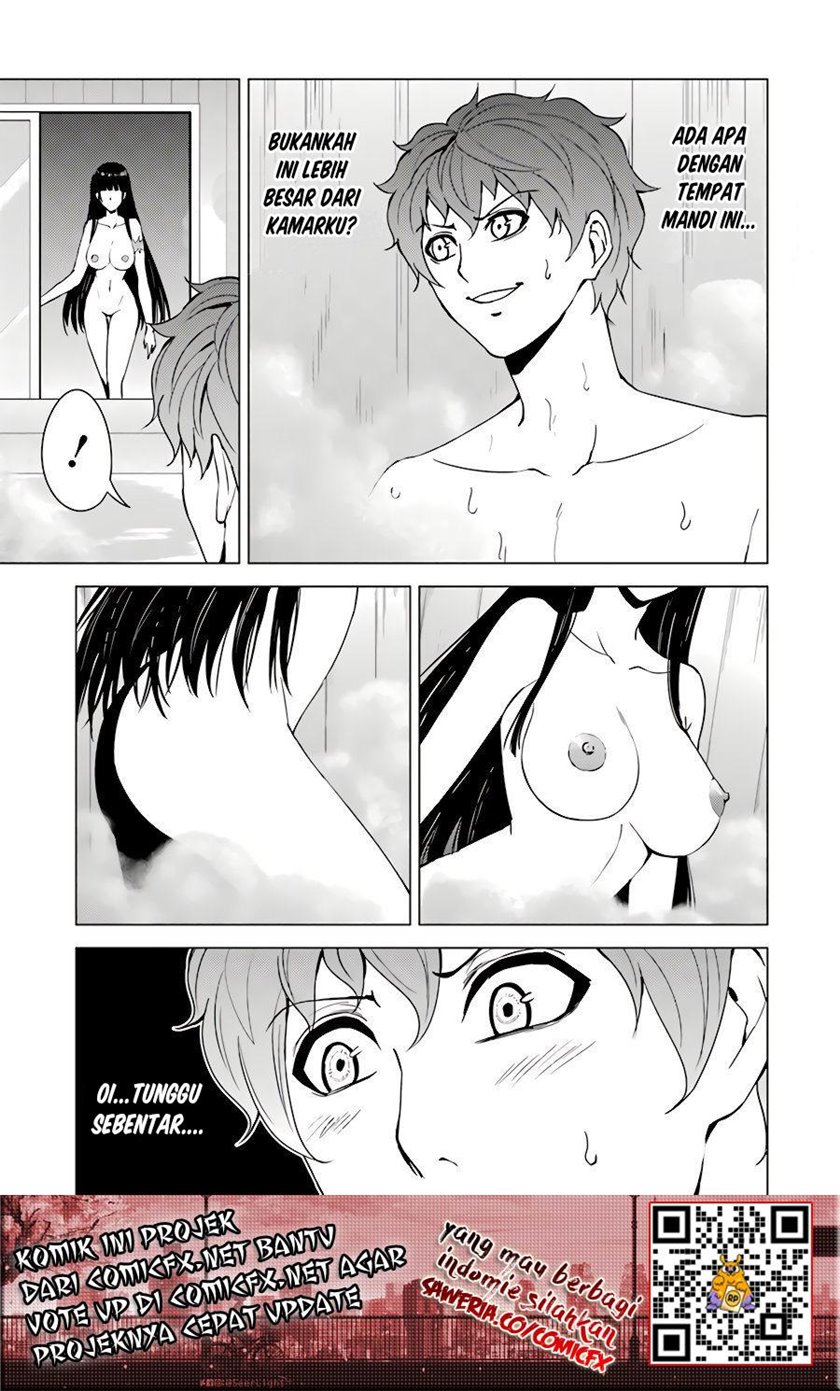 ADA APA
DENGAN
TEMPAT
MANDI INI...
BUKANKAH
INI LEBIH
BESAR DARI
KAMARKU?
!
OI...TUNGGU
SEBENTAR....
KOMIK INI PROJEK
DARI COMICFX.NET BANTU
VOTE UP DI COMICFX.NET AGAR
PROJEKNYA CEPAT UPDATE
yang mau berbagi
indomie silahkan
SAWERIA.CO/COMICFX
RP